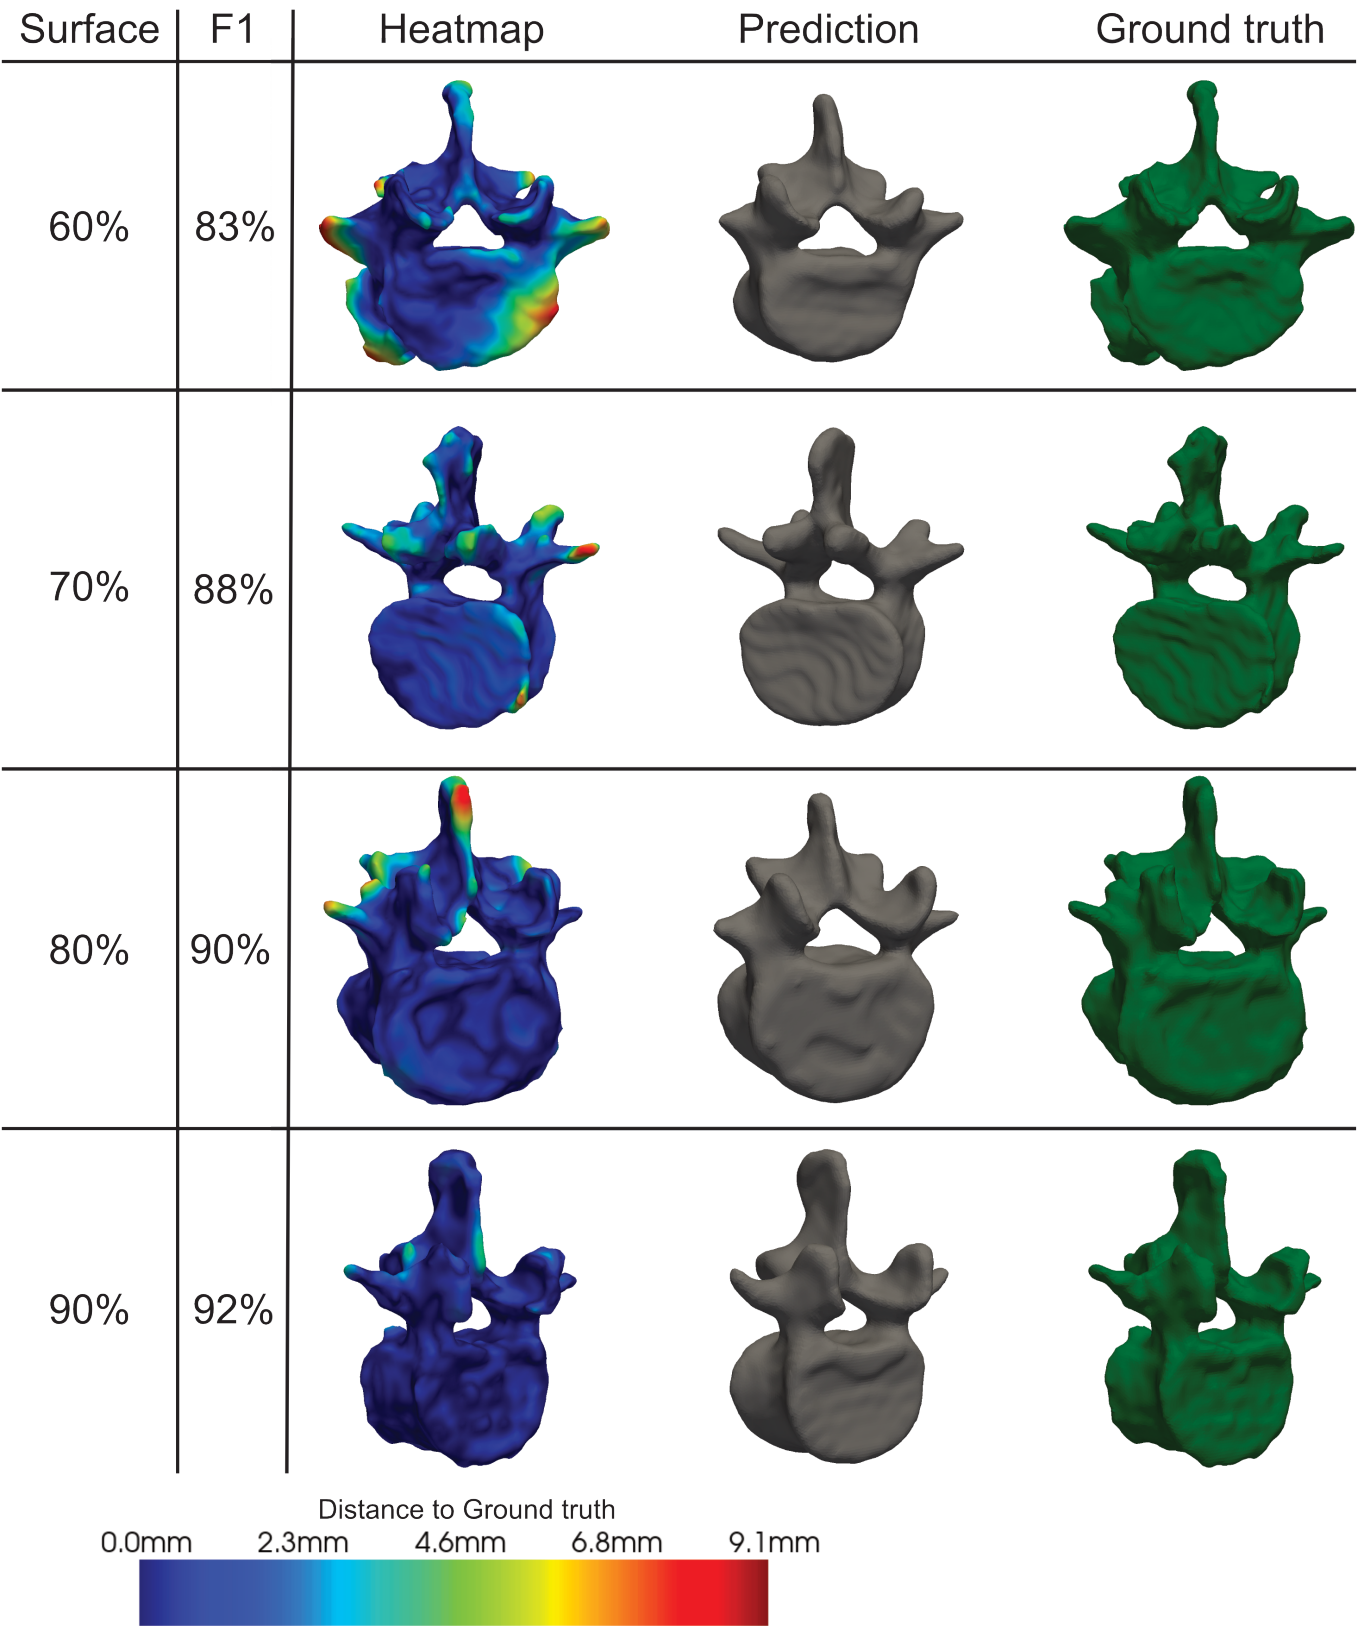 Surface F1 Heatmap Prediction Ground truth
60% 83%
70% 88%
80% 90%
90% 92%
Distance to Ground truth
0.0mm 2.3mm 4.6mm 6.8mm 9.1mm